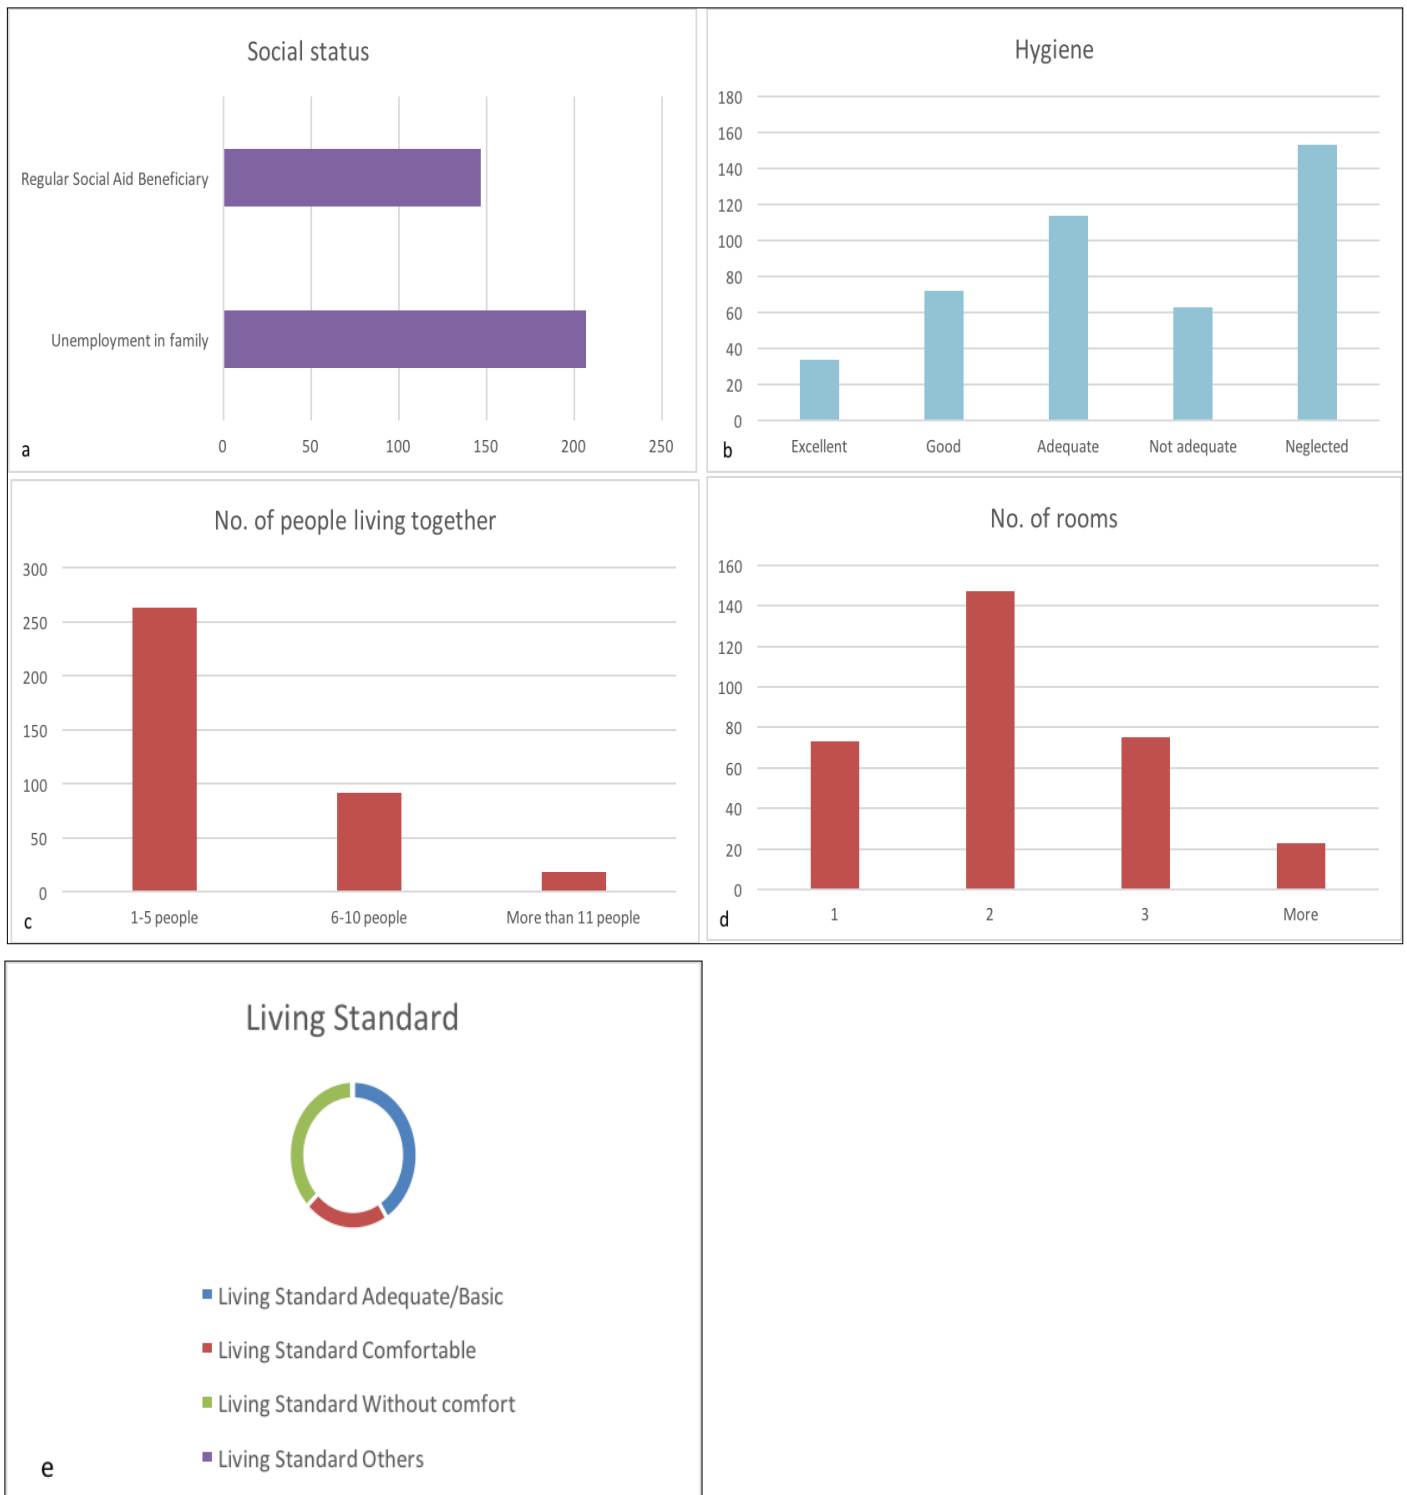 Social status
Regular Social Aid Beneficiary
Unemployment in family
0 50 100 150 200 250
a
Hygiene
180
160
140
120
100
80
60
40
20
0
Excellent Good Adequate Not adequate Neglected
b
No. of people living together
300
250
200
150
100
50
0
1-5 people 6-10 people More than 11 people
c
No. of rooms
160
140
120
100
80
60
40
20
0
1 2 3 More
d
Living Standard
Living Standard Adequate/Basic
Living Standard Comfortable
Living Standard Without comfort
Living Standard Others
e